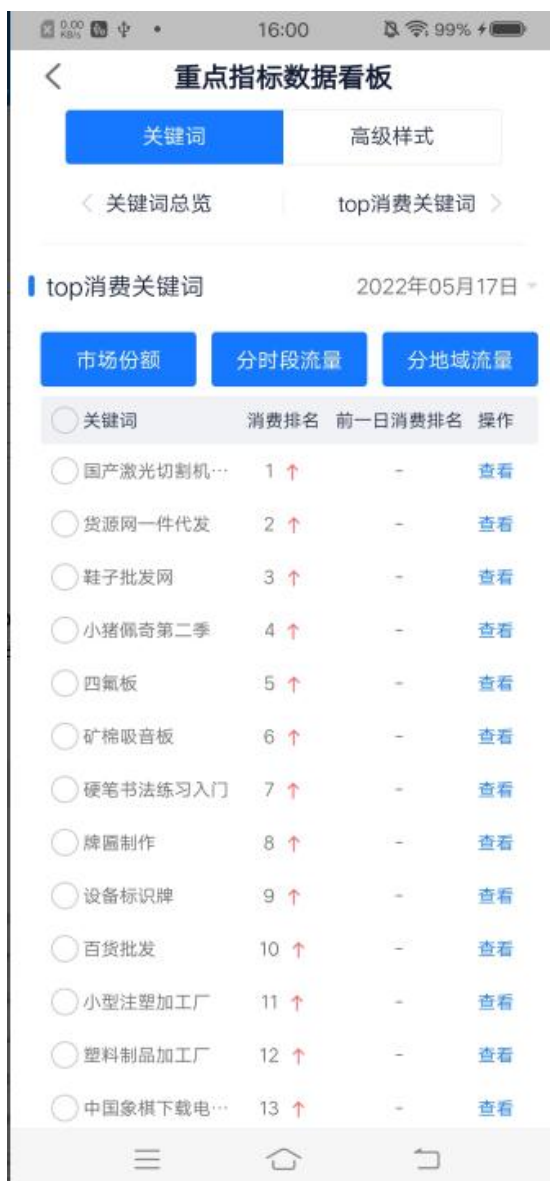 0.00 KB/s 16:00 99%
重点指标数据看板
关键词 高级样式
关键词总览 top消费关键词
top消费关键词 2022年05月17日
市场份额 分时段流量 分地域流量
关键词 消费排名 前一日消费排名 操作
国产激光切割机… 1 ↑ - 查看
货源网一件代发 2 ↑ - 查看
鞋子批发网 3 ↑ - 查看
小猪佩奇第二季 4 ↑ - 查看
四氟板 5 ↑ - 查看
矿棉吸音板 6 ↑ - 查看
硬笔书法练习入门 7 ↑ - 查看
牌匾制作 8 ↑ - 查看
设备标识牌 9 ↑ - 查看
百货批发 10 ↑ - 查看
小型注塑加工厂 11 ↑ - 查看
塑料制品加工厂 12 ↑ - 查看
中国象棋下载电… 13 ↑ - 查看